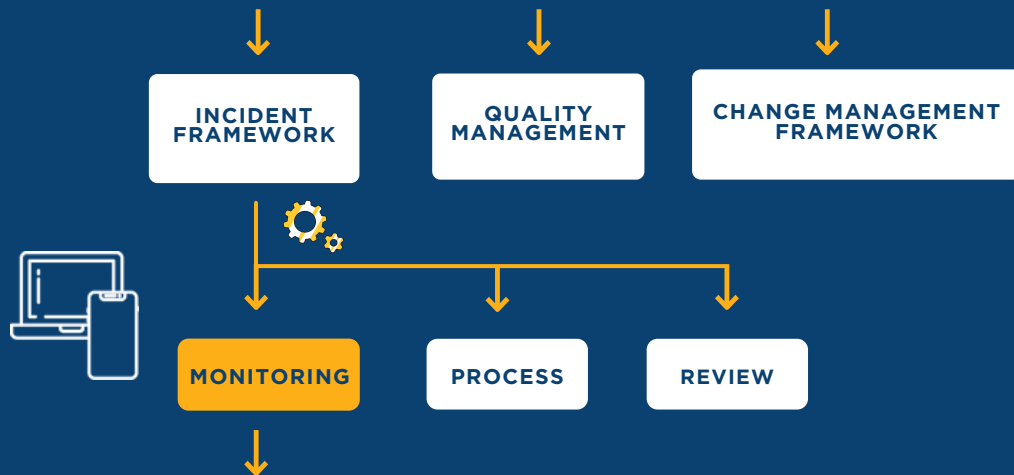 INCIDENT
FRAMEWORK
QUALITY
MANAGEMENT
CHANGE MANAGEMENT
FRAMEWORK
MONITORING
PROCESS
REVIEW